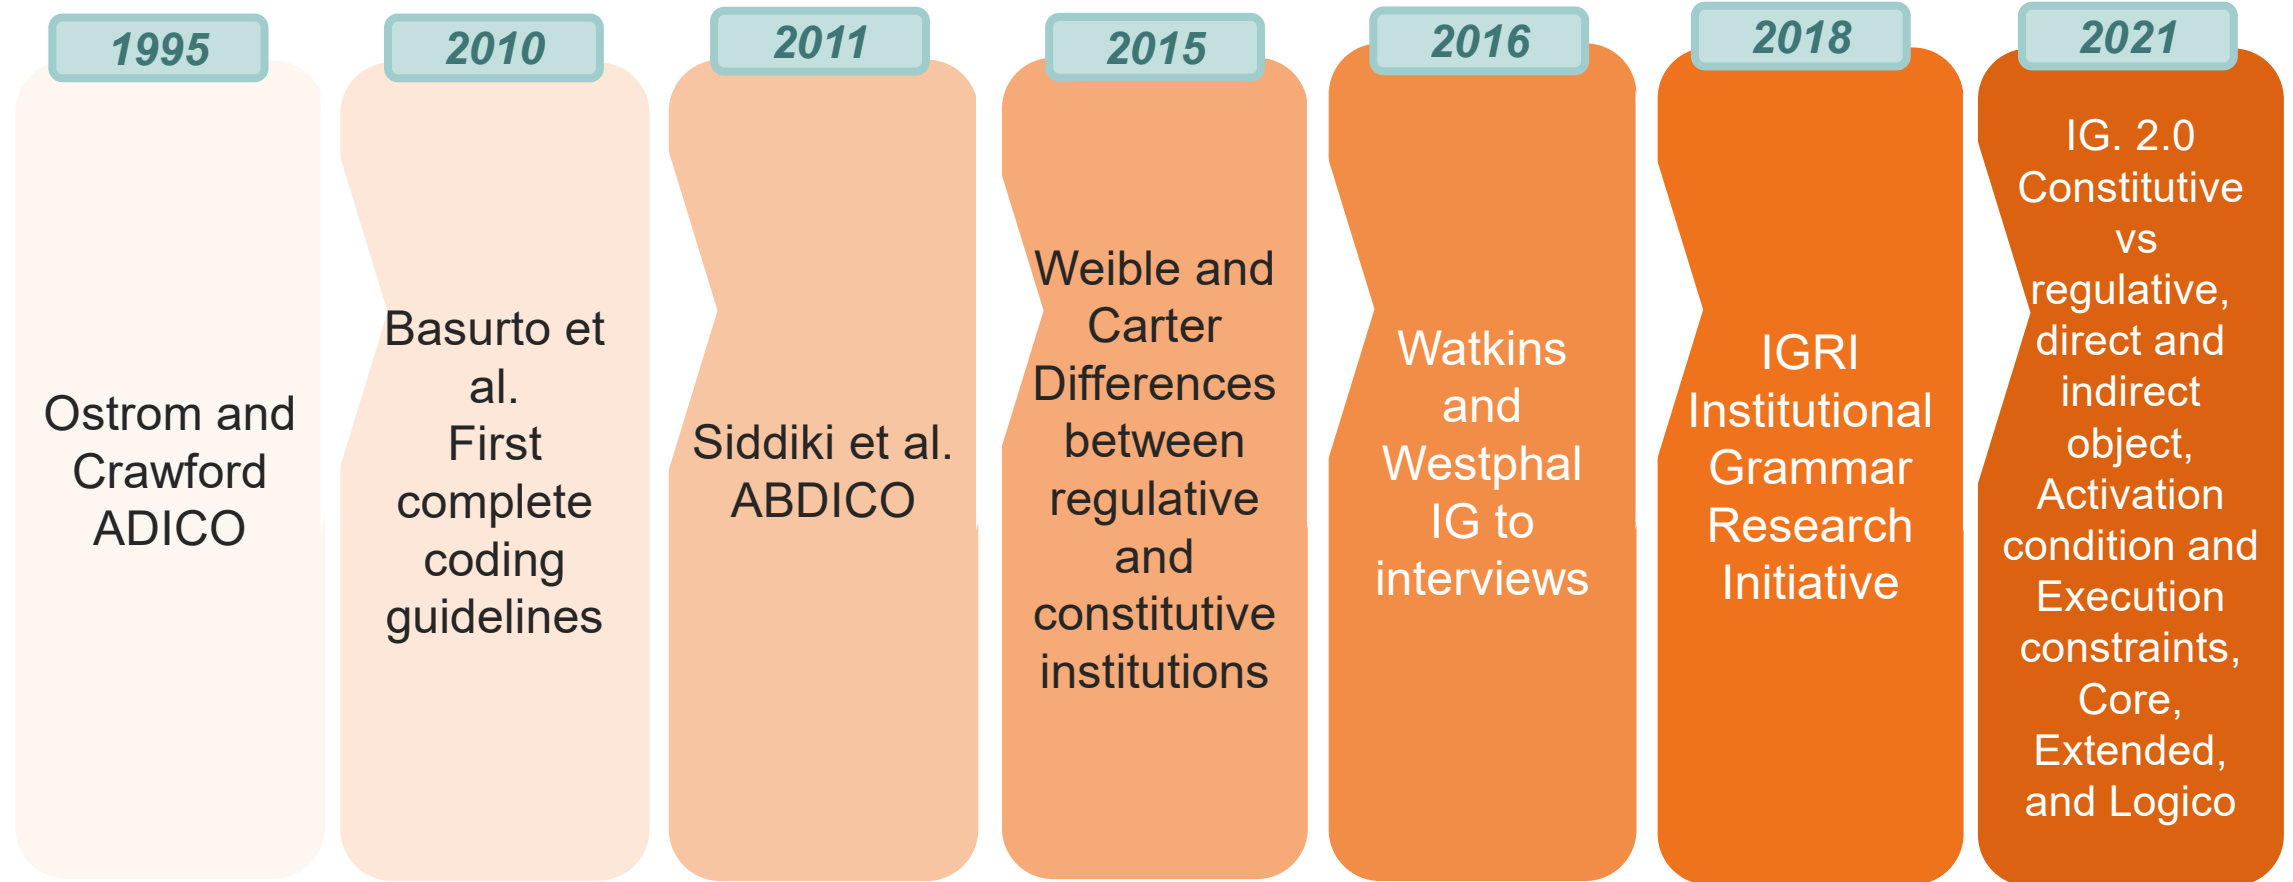 1995
Ostrom and
Crawford
ADICO
2010
Basurto et
al.
First
complete
coding
guidelines
2011
Siddiki et al.
ABDICO
2015
Weible and
Carter
Differences
between
regulative
and
constitutive
institutions
2016
Watkins
and
Westphal
IG to
interviews
2018
IGRI
Institutional
Grammar
Research
Initiative
2021
IG. 2.0
Constitutive
vs
regulative,
direct and
indirect
object,
Activation
condition and
Execution
constraints,
Core,
Extended,
and Logico